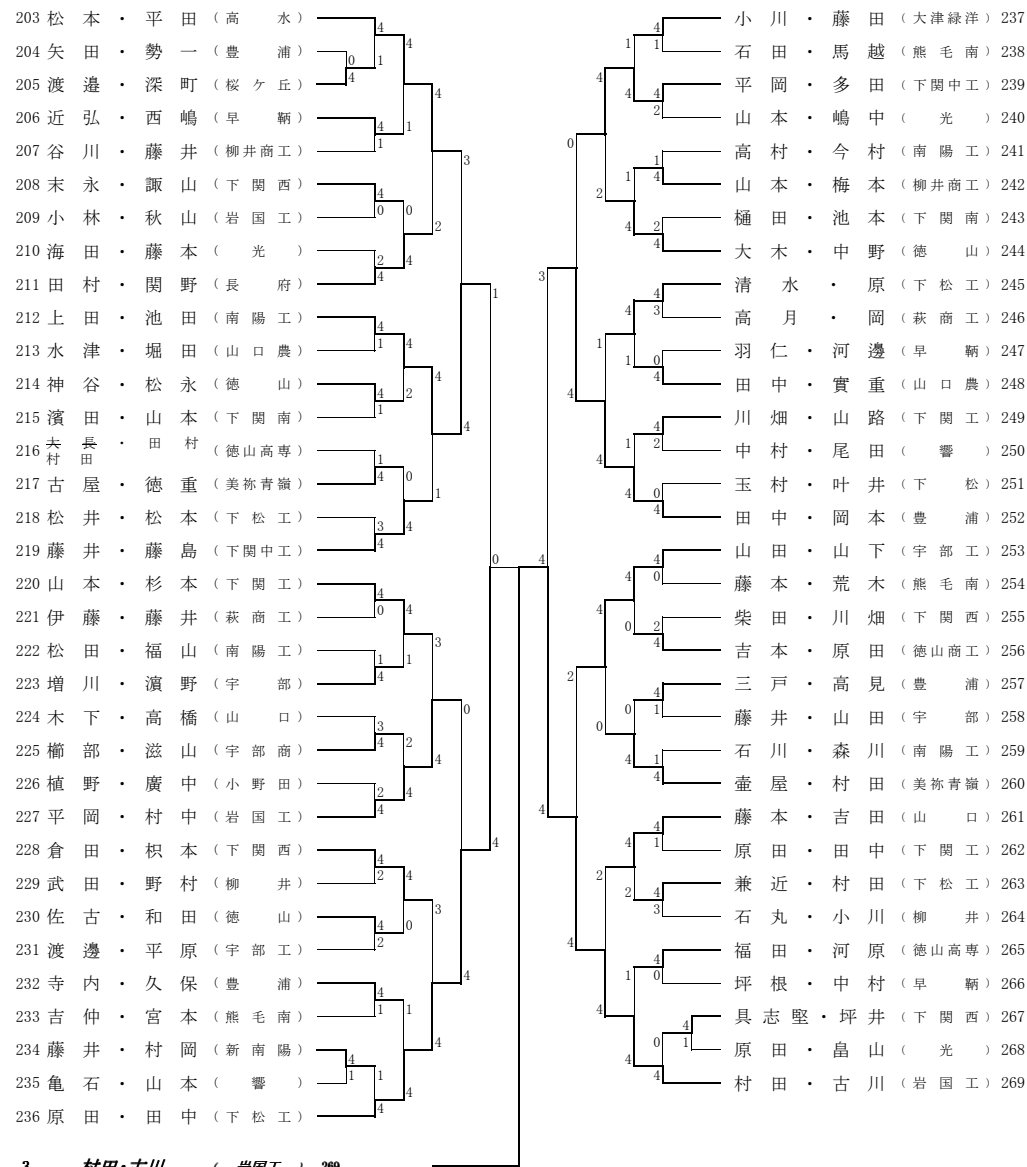 203 松本・平田 (高水)
204 矢田・勢一 (豊浦)
205 渡邉・深町 (桜ケ丘)
206 近弘・西嶋 (早鞆)
207 谷川・藤井 (柳井商工)
208 末永・諏山 (下関西)
209 小林・秋山 (岩国工)
210 海田・藤本 (光)
211 田村・関野 (長府)
212 上田・池田 (南陽工)
213 水津・堀田 (山口農)
214 神谷・松永 (徳山)
215 濱田・山本 (下関南)
216 大長・田村 (徳山高専)
村田
217 古屋・徳重 (美祢青嶺)
218 松井・松本 (下松工)
219 藤井・藤島 (下関中工)
220 山本・杉本 (下関工)
221 伊藤・藤井 (萩商工)
222 松田・福山 (南陽工)
223 増川・濵野 (宇部)
224 木下・高橋 (山口)
225 櫛部・滋山 (宇部商)
226 植野・廣中 (小野田)
227 平岡・村中 (岩国工)
228 倉田・枳本 (下関西)
229 武田・野村 (柳井)
230 佐古・和田 (徳山)
231 渡邊・平原 (宇部工)
232 寺内・久保 (豊浦)
233 吉仲・宮本 (熊毛南)
234 藤井・村岡 (新南陽)
235 亀石・山本 (響)
236 原田・田中 (下松工)
3 村田・古川 (岩国工) 269
小川・藤田 (大津緑洋) 237
石田・馬越 (熊毛南) 238
平岡・多田 (下関中工) 239
山本・嶋中 (光) 240
高村・今村 (南陽工) 241
山本・梅本 (柳井商工) 242
樋田・池本 (下関南) 243
大木・中野 (徳山) 244
清水・原 (下松工) 245
高月・岡 (萩商工) 246
羽仁・河邊 (早鞆) 247
田中・實重 (山口農) 248
川畑・山路 (下関工) 249
中村・尾田 (響) 250
玉村・叶井 (下松) 251
田中・岡本 (豊浦) 252
山田・山下 (宇部工) 253
藤本・荒木 (熊毛南) 254
柴田・川畑 (下関西) 255
吉本・原田 (徳山商工) 256
三戸・高見 (豊浦) 257
藤井・山田 (宇部) 258
石川・森川 (南陽工) 259
壷屋・村田 (美祢青嶺) 260
藤本・吉田 (山口) 261
原田・田中 (下関工) 262
兼近・村田 (下松工) 263
石丸・小川 (柳井) 264
福田・河原 (徳山高専) 265
坪根・中村 (早鞆) 266
具志堅・坪井 (下関西) 267
原田・畠山 (光) 268
村田・古川 (岩国工) 269